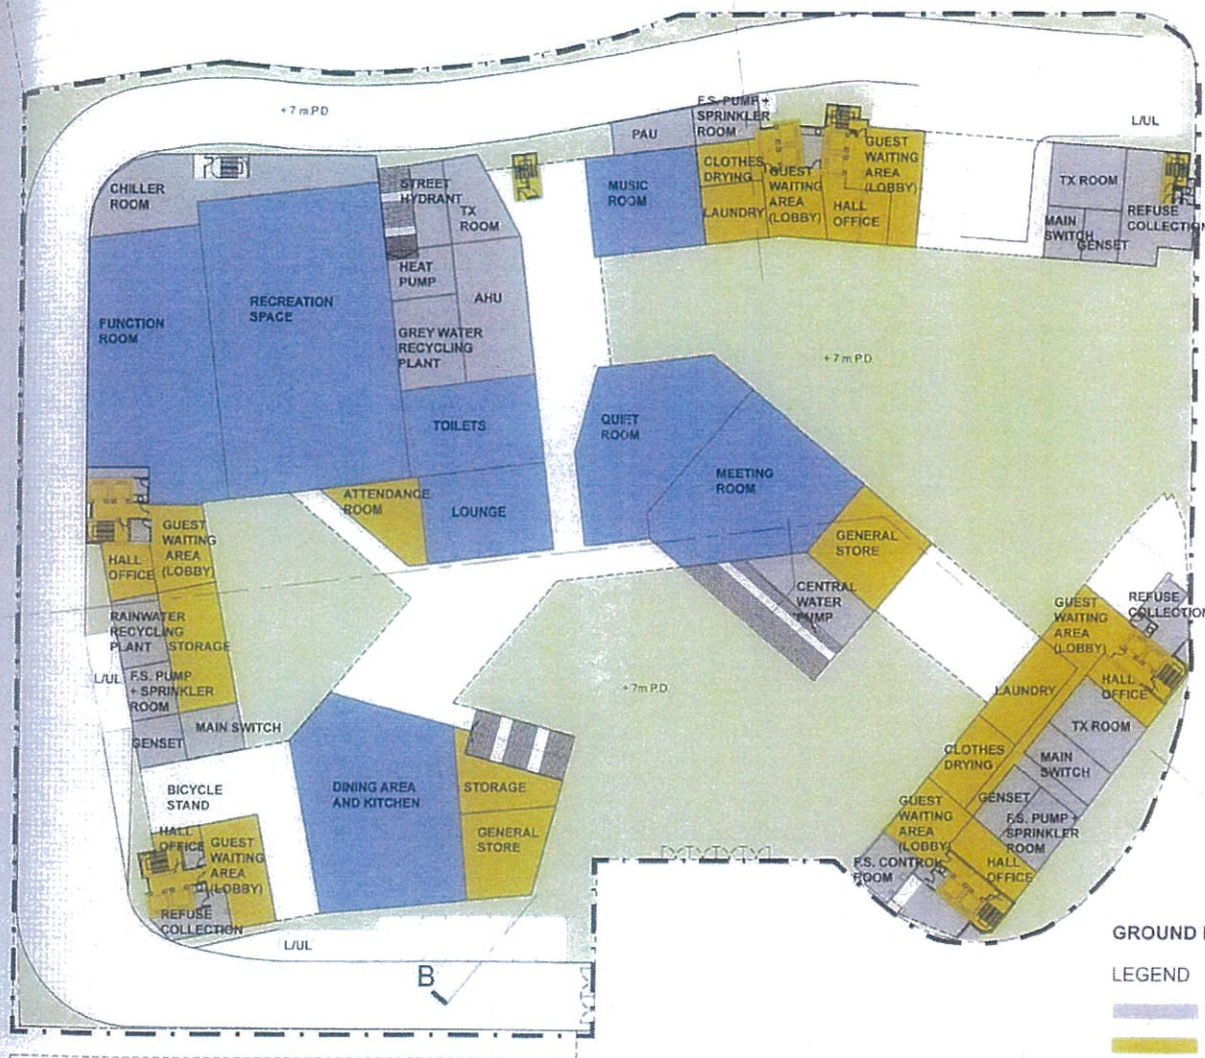 + 7 m.P.D
F.S. PUMP +
SPRINKLER
ROOM
PAU
L/UL
GUEST
WAITING
AREA
(LOBBY)
CLOTHES
DRYING
GUEST
WAITING
AREA
(LOBBY)
MUSIC
ROOM
LAUNDRY
HALL
OFFICE
CHILLER
ROOM
STREET
HYDRANT
TX
ROOM
TX ROOM
MAIN
SWITCH
GENSET
REFUSE
COLLECTION
HEAT
PUMP
AHU
RECREATION
SPACE
FUNCTION
ROOM
GREY WATER
RECYCLING
PLANT
+ 7 m.P.D
TOILETS
QUIET
ROOM
MEETING
ROOM
ATTENDANCE
ROOM
LOUNGE
GENERAL
STORE
GUEST
WAITING
AREA
(LOBBY)
HALL
OFFICE
CENTRAL
WATER
PUMP
RAINWATER
RECYCLING
PLANT
STORAGE
GUEST
WAITING
AREA
(LOBBY)
REFUSE
COLLECTION
L/UL
F.S. PUMP
+ SPRINKLER
ROOM
+ 7m P.D.
LAUNDRY
HALL
OFFICE
MAIN SWITCH
GENSET
TX ROOM
CLOTHES
DRYING
MAIN
SWITCH
BICYCLE
STAND
DINING AREA
AND KITCHEN
STORAGE
GENSET
GUEST
WAITING
AREA
(LOBBY)
F.S. PUMP +
SPRINKLER
ROOM
HALL
OFFICE
GUEST
WAITING
AREA
(LOBBY)
GENERAL
STORE
F.S. CONTROL
ROOM
HALL
OFFICE
REFUSE
COLLECTION
L/UL
B
GROUND
LEGEND